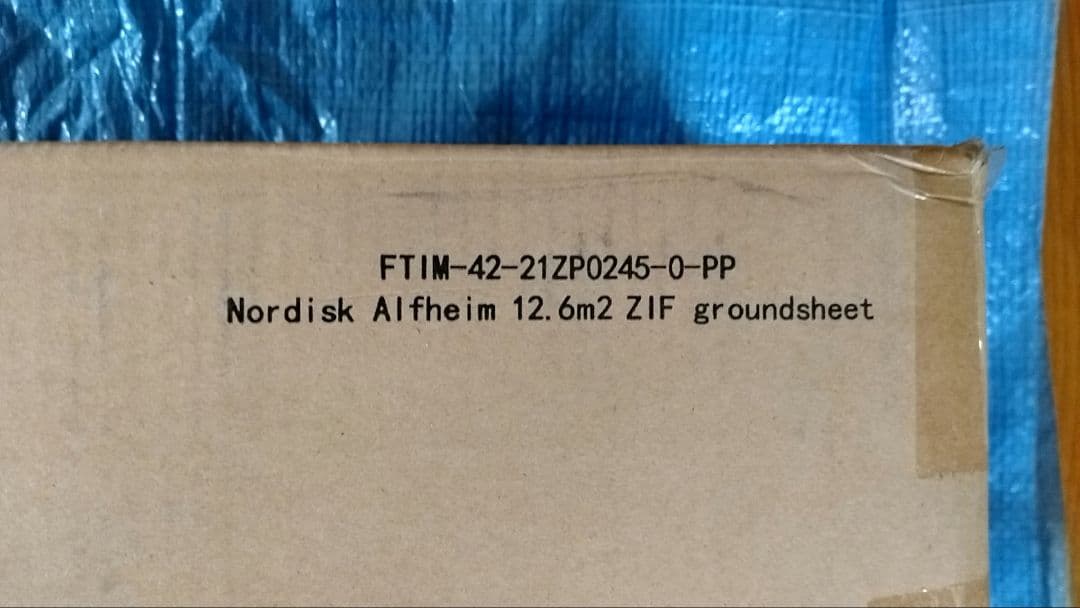 FTIM-42-21ZP0245-0-PP
Nordisk Alfheim 12.6m2 ZIF groundsheet